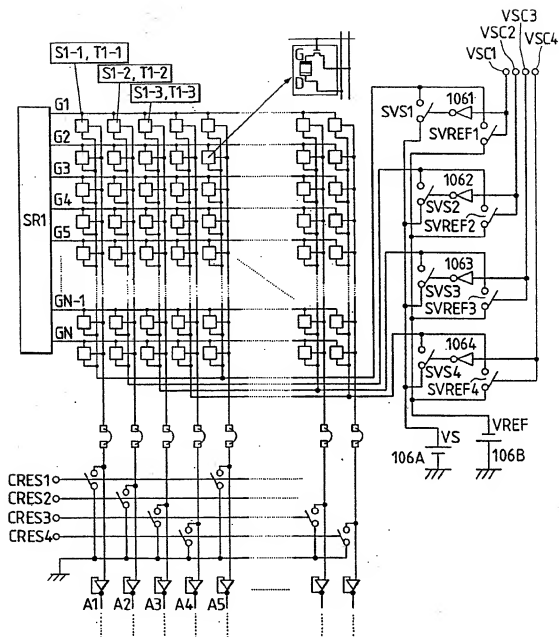 VSC3
VSC2
VSC1
VSC4
S1-1, T1-1
S1-2, T1-2
S1-3, T1-3
G
D
G1
G2
G3
G4
G5
GN-1
GN
SR1
SVS1
1061
SVREF1
1062
SVS2
SVREF2
1063
SVS3
SVREF3
1064
SVS4
SVREF4
VS
VREF
106A
106B
CRES1
CRES2
CRES3
CRES4
A1
A2
A3
A4
A5